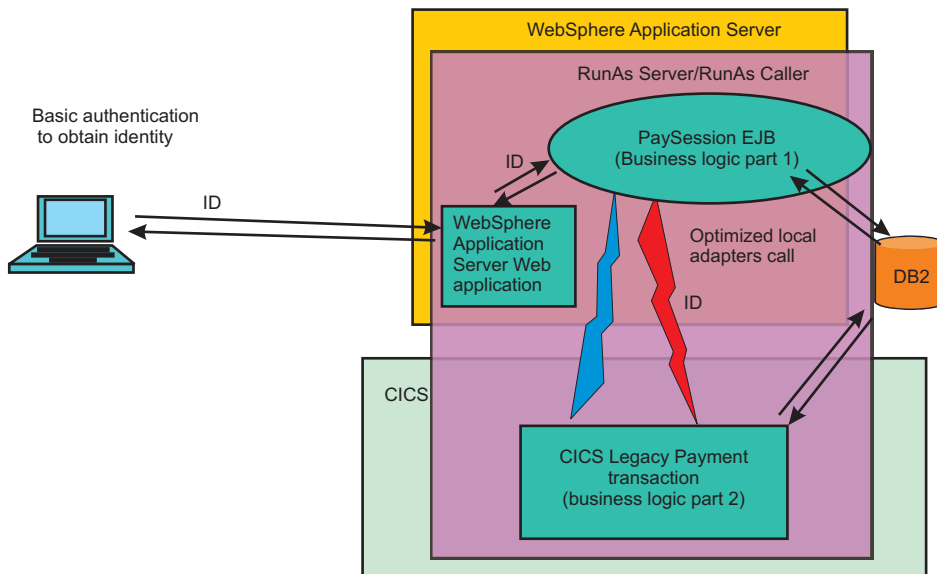 WebSphere Application Server
RunAs Server/RunAs Caller
Basic authentication
to obtain identity
PaySession EJB
(Business logic part 1)
ID
ID
WebSphere
Application
Server Web
application
Optimized local
adapters call
DB2
ID
CICS
CICS Legacy Payment
transaction
(business logic part 2)